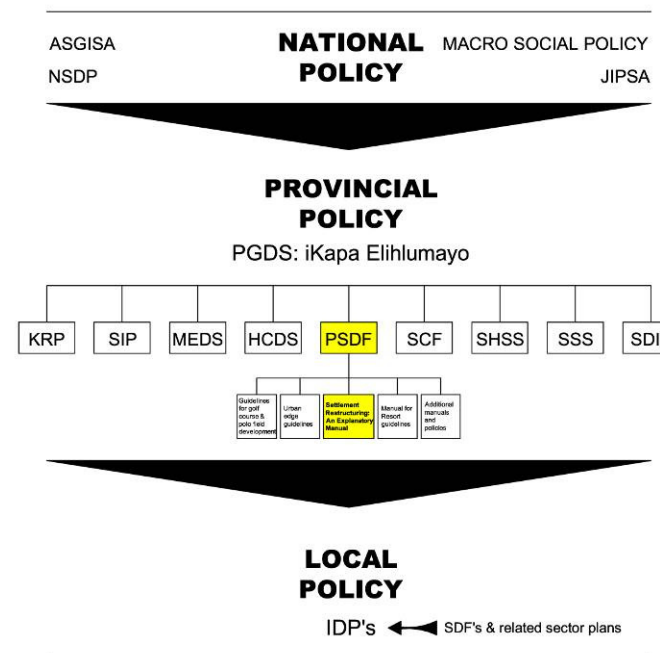 ASGISA
NATIONAL
MACRO SOCIAL POLICY
NSDP
POLICY
JIPSA
PROVINCIAL
POLICY
PGDS: iKapa Elihlumayo
KRP SIP MEDS HCDS PSDF SCF SHSS SSS SDI
Guidelines
for golf
course &
polo field
development
Urban
edge
guidelines
Settlement
Restructuring:
An Explanatory
Manual
Manual for
Resort
guidelines
Additional
manuals
and
policies
LOCAL
POLICY
IDP's
SDF's & related sector plans